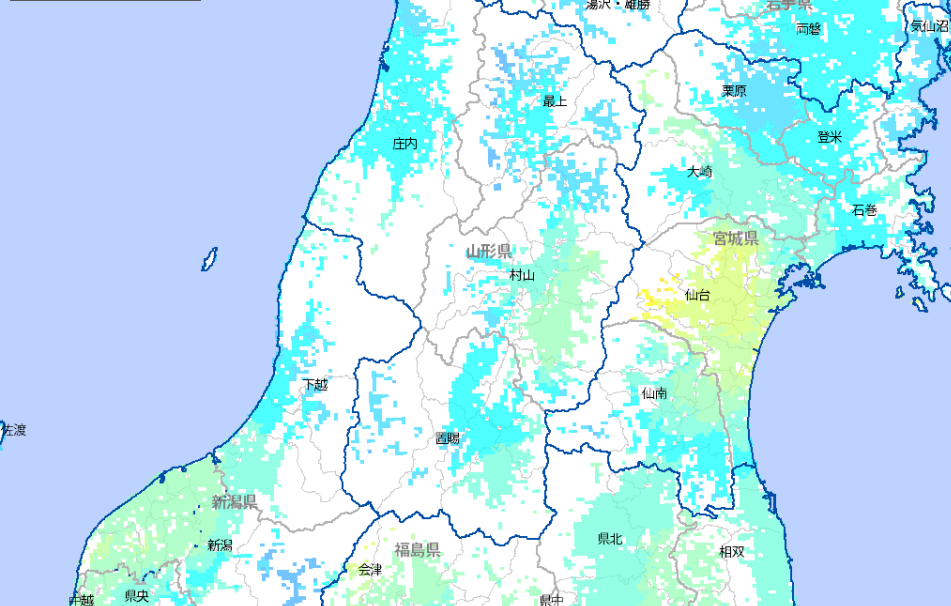 湯沢・雄勝
岩手県
両磐
気仙沼
栗原
最上
登米
庄内
大崎
石巻
宮城県
山形県
村山
仙台
下越
仙南
佐渡
置賜
新潟県
県北
新潟
福島県
相双
会津
県央
中越
県中